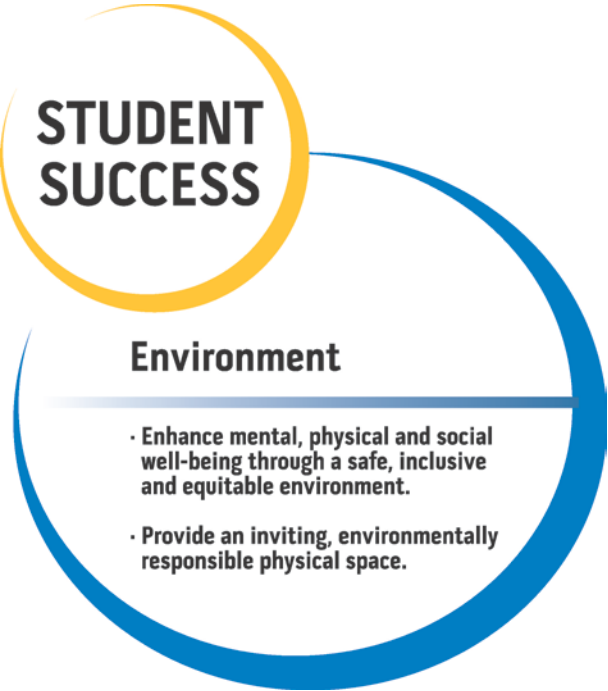 STUDENT
SUCCESS
Environment
· Enhance mental, physical and social
well-being through a safe, inclusive
and equitable environment.
· Provide an inviting, environmentally
responsible physical space.